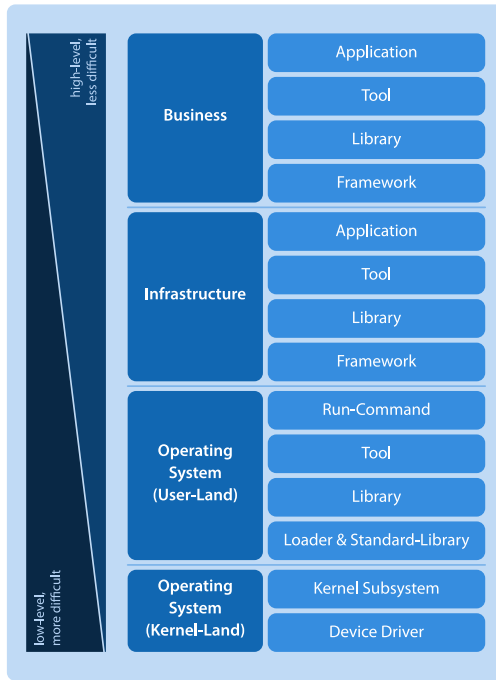 high-level,
less difficult
Business
Application
Tool
Library
Framework
Infrastructure
Application
Tool
Library
Framework
Operating
System
(User-Land)
Run-Command
Tool
Library
Loader & Standard-Library
Operating
System
(Kernel-Land)
Kernel Subsystem
Device Driver
low-level,
more difficult